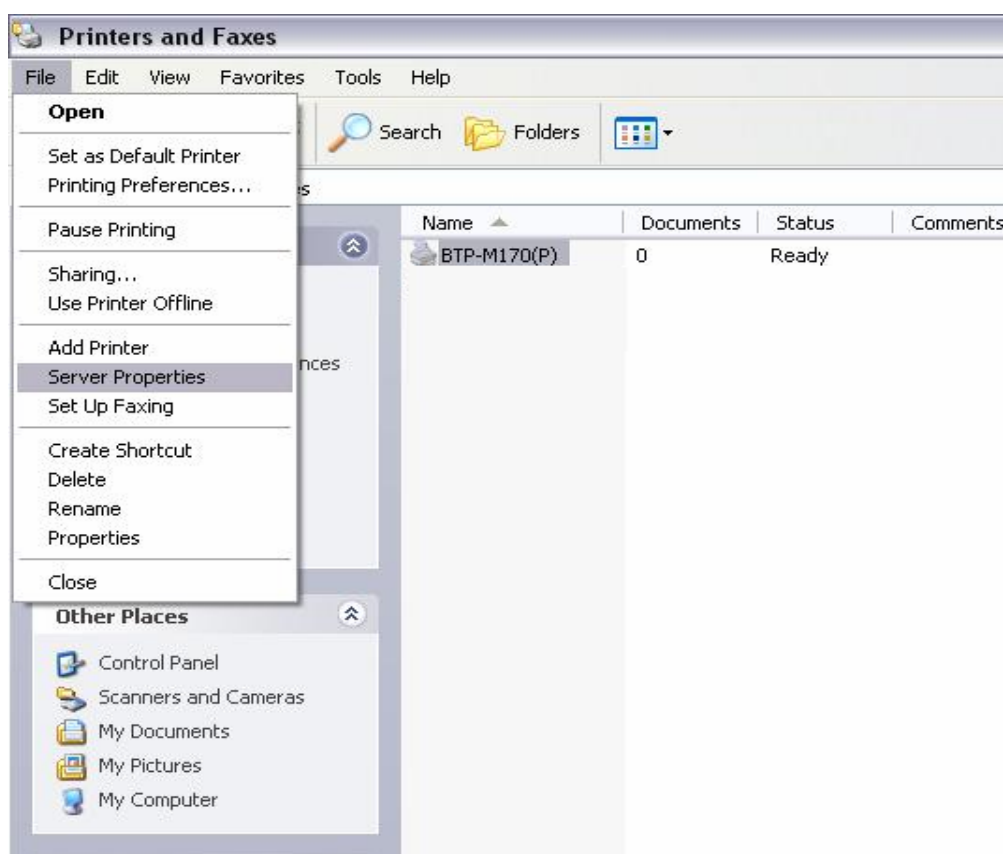 Printers and Faxes
File Edit View Favorites Tools Help
Open
Set as Default Printer
Printing Preferences...
Pause Printing
Sharing...
Use Printer Offline
Add Printer
Server Properties
Set Up Faxing
Create Shortcut
Delete
Rename
Properties
Close
Search Folders
es
nces
Name Documents Status Comments
BTP-M170(P) 0 Ready
Other Places
Control Panel
Scanners and Cameras
My Documents
My Pictures
My Computer